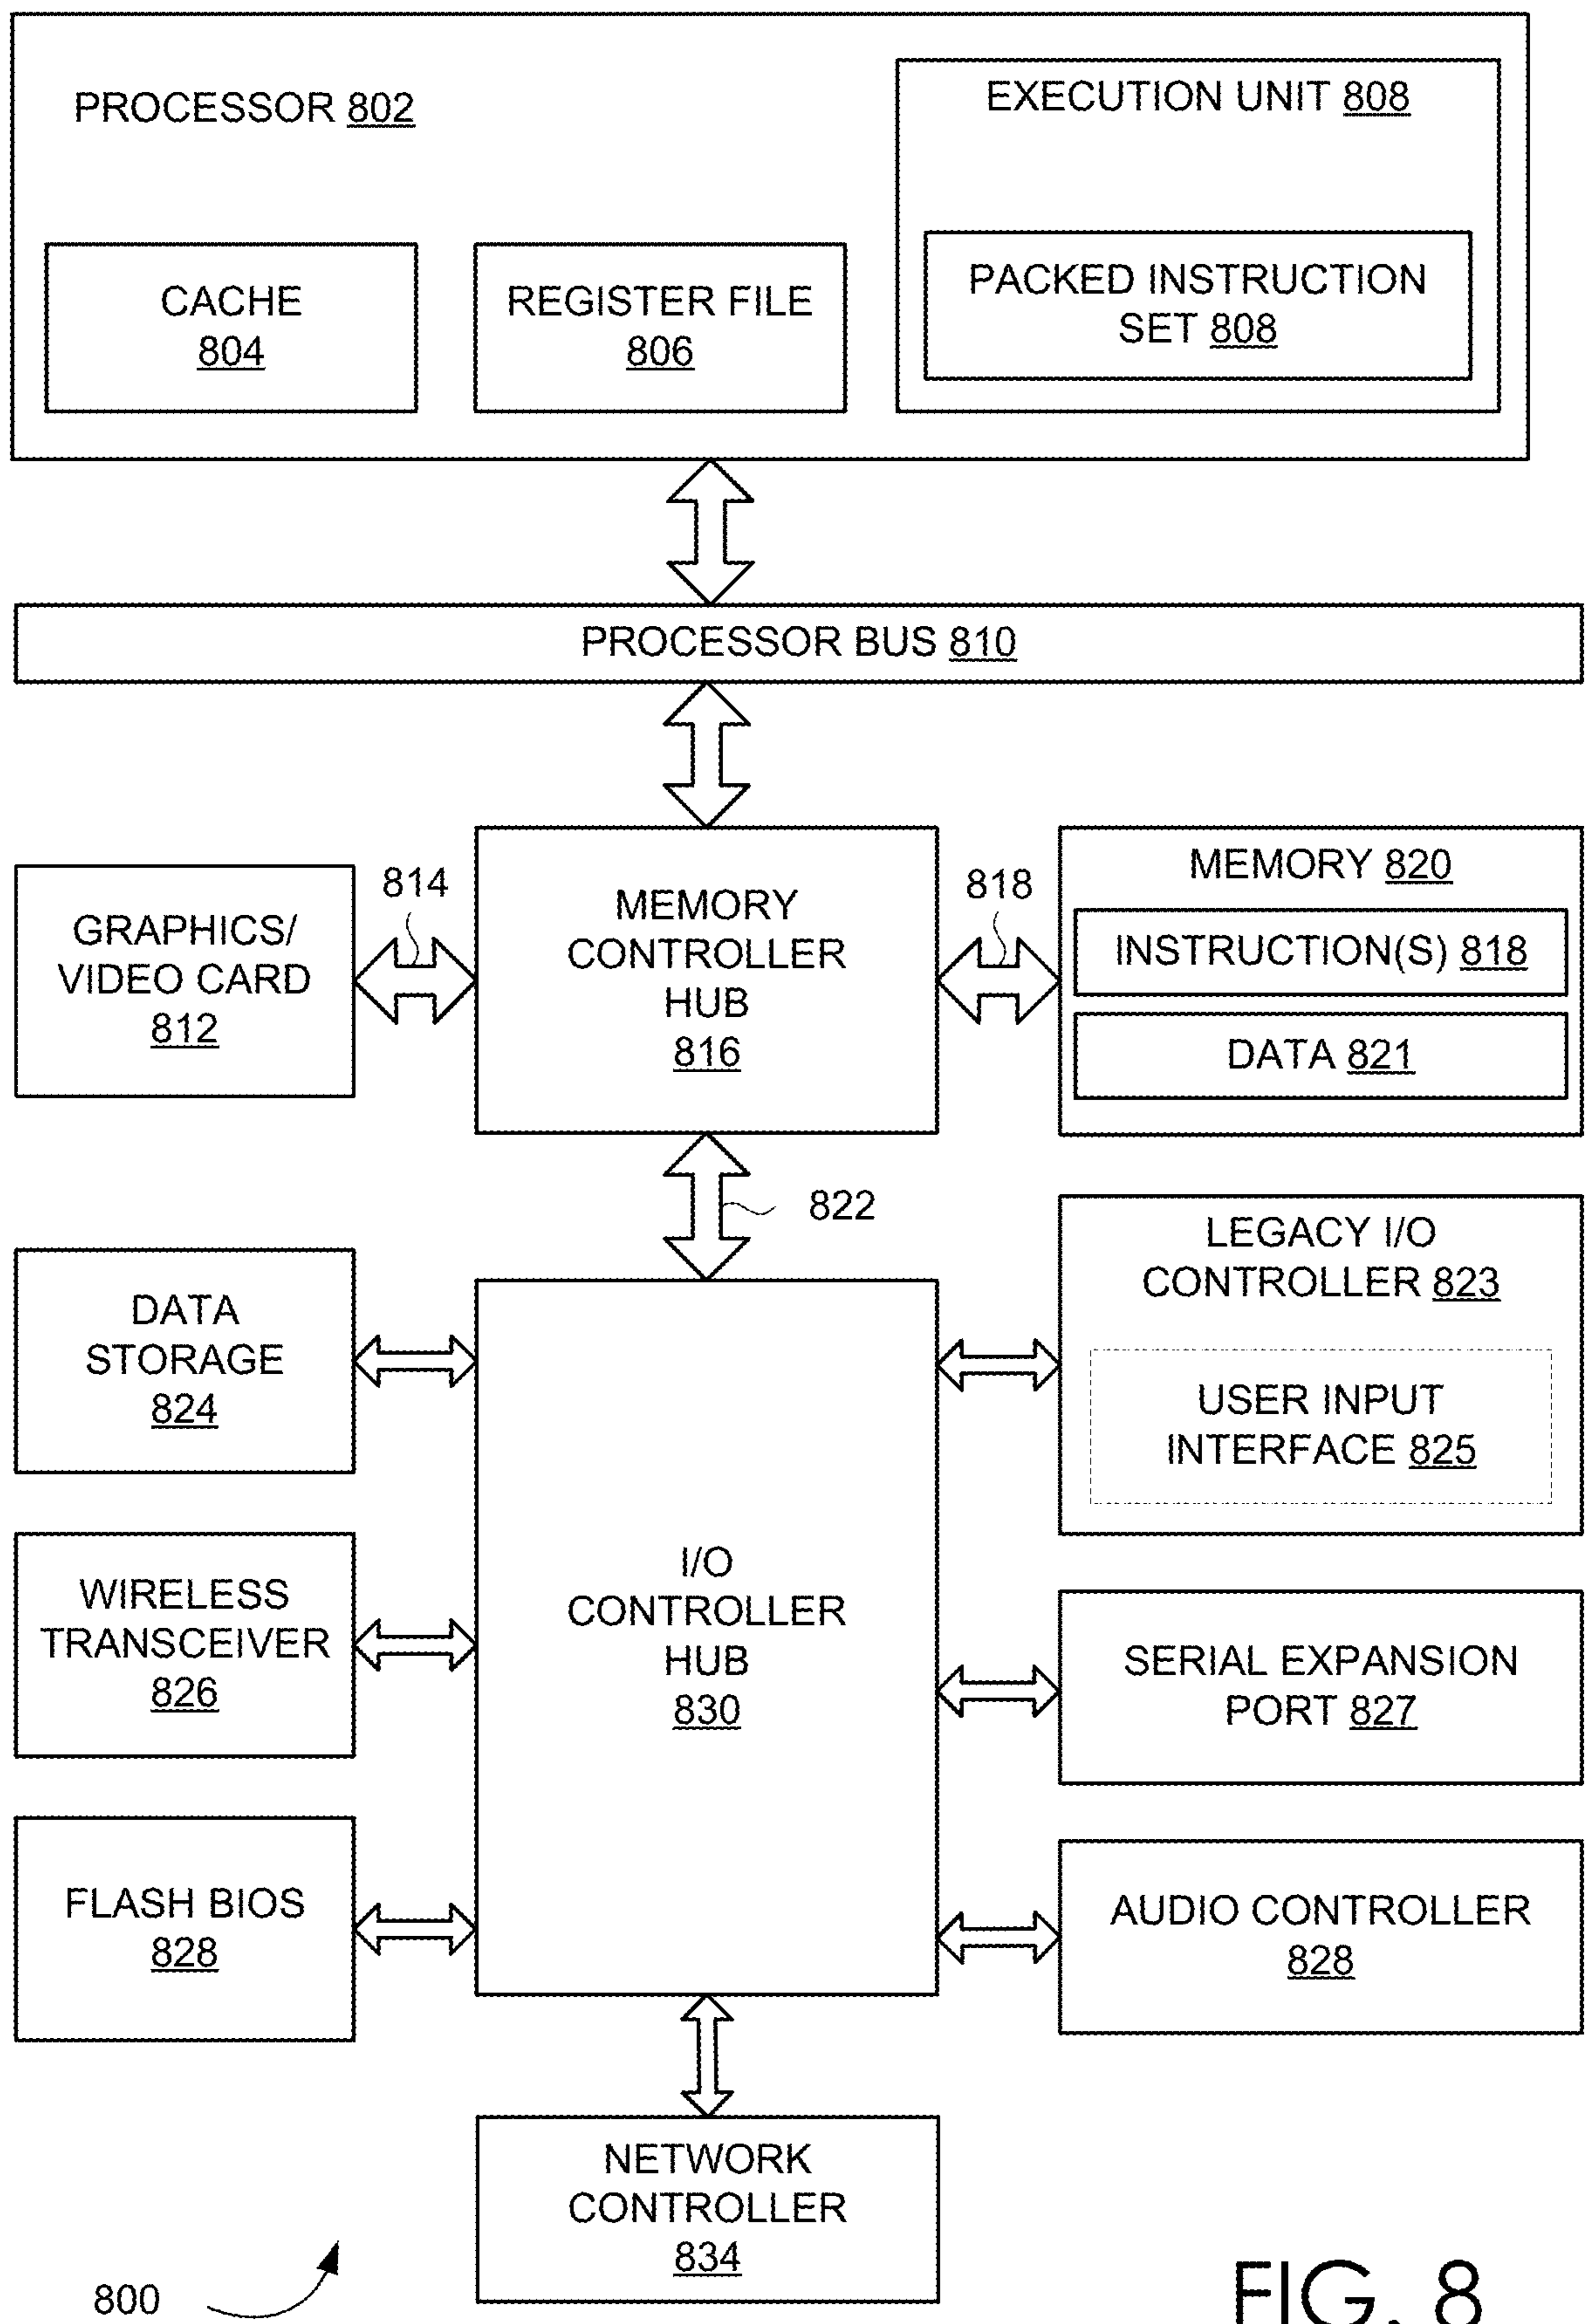 PROCESSOR 802
EXECUTION UNIT 808
CACHE
804
REGISTER FILE
806
PACKED INSTRUCTION
SET 808
PROCESSOR BUS 810
GRAPHICS/
VIDEO CARD
812
814
MEMORY
CONTROLLER
HUB
816
818
MEMORY 820
INSTRUCTION(S) 818
DATA 821
822
DATA
STORAGE
824
LEGACY I/O
CONTROLLER 823
USER INPUT
INTERFACE 825
WIRELESS
TRANSCEIVER
826
I/O
CONTROLLER
HUB
830
SERIAL EXPANSION
PORT 827
FLASH BIOS
828
AUDIO CONTROLLER
828
NETWORK
CONTROLLER
834
800
FIG. 8